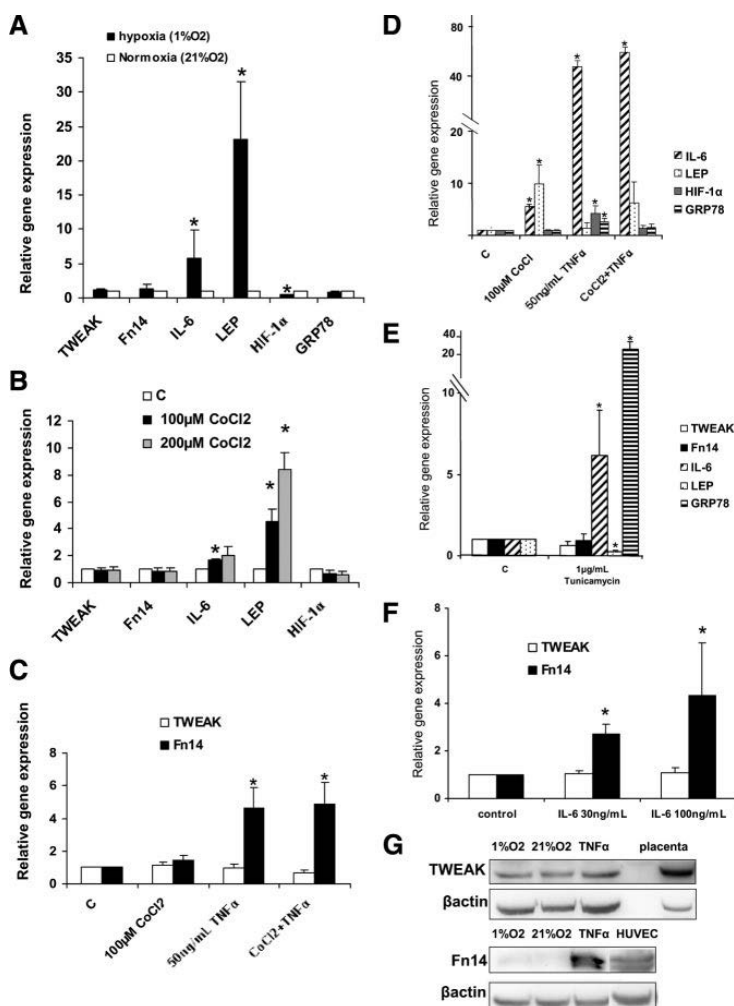 A
hypoxia (1%O2)
Normoxia (21%O2)
Relative gene expression
35
30
25
20
15
10
5
0
* * *
TWEAK Fn14 IL-6 LEP HIF-1α GRP78
B
C
100μM CoCl2
200μM CoCl2
Relative gene expression
12
10
8
6
4
2
0
* * *
TWEAK Fn14 IL-6 LEP HIF-1α
C
TWEAK
Fn14
Relative gene expression
8
6
4
2
0
* *
C 100μM CoCl2 50ng/mL TNFα CoCl2+TNFα
D
Relative gene expression
80
40
20
10
* * * * * *
IL-6
LEP
HIF-1α
GRP78
C 100μM CoCl 50ng/mL TNFα CoCl2+TNFα
E
Relative gene expression
40
20
10
5
0
* * *
TWEAK
Fn14
IL-6
LEP
GRP78
C 1μg/mL
Tunicamycin
F
TWEAK
Fn14
Relative gene expression
8
6
4
2
0
* *
control IL-6 30ng/mL IL-6 100ng/mL
G
1%O2 21%O2 TNFα placenta
TWEAK
βactin
1%O2 21%O2 TNFα HUVEC
Fn14
βactin